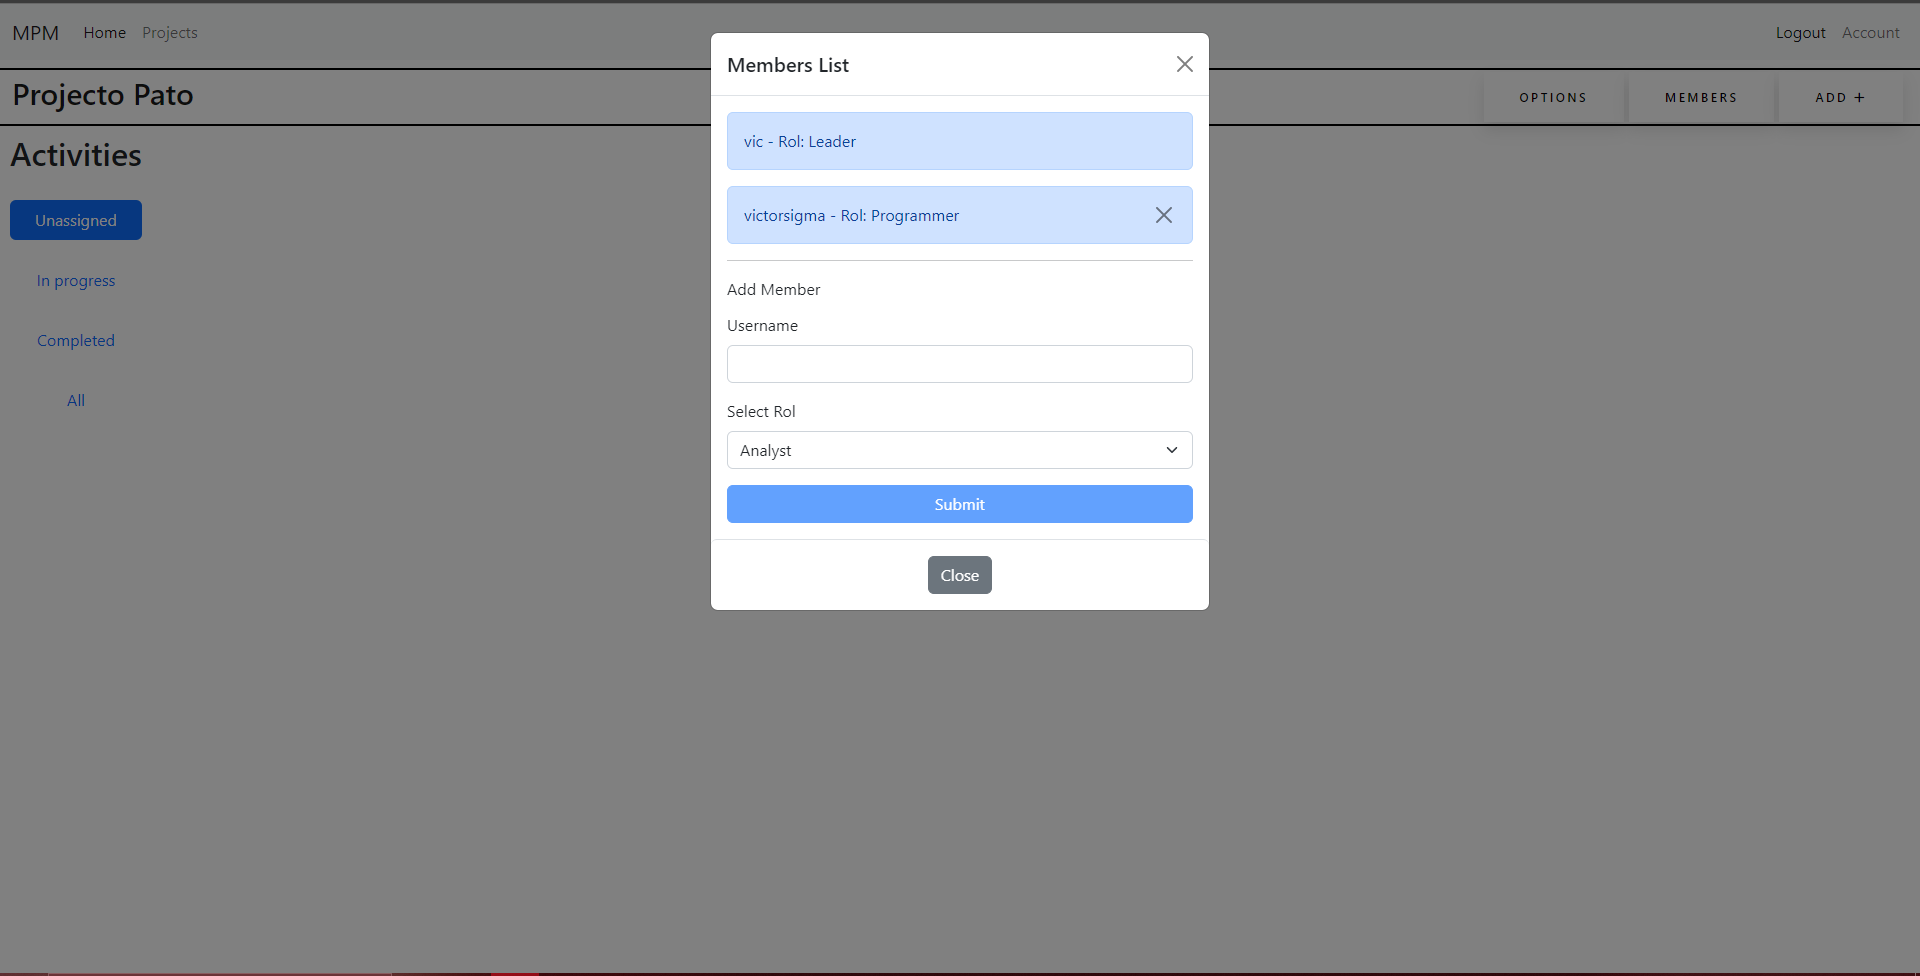 MPM Home Projects Logout Account
Projecto Pato OPTIONS MEMBERS ADD +
Activities
Unassigned
In progress
Completed
All
Members List
vic - Rol: Leader
victorsigma - Rol: Programmer
Add Member
Username
Select Rol
Analyst
Submit
Close